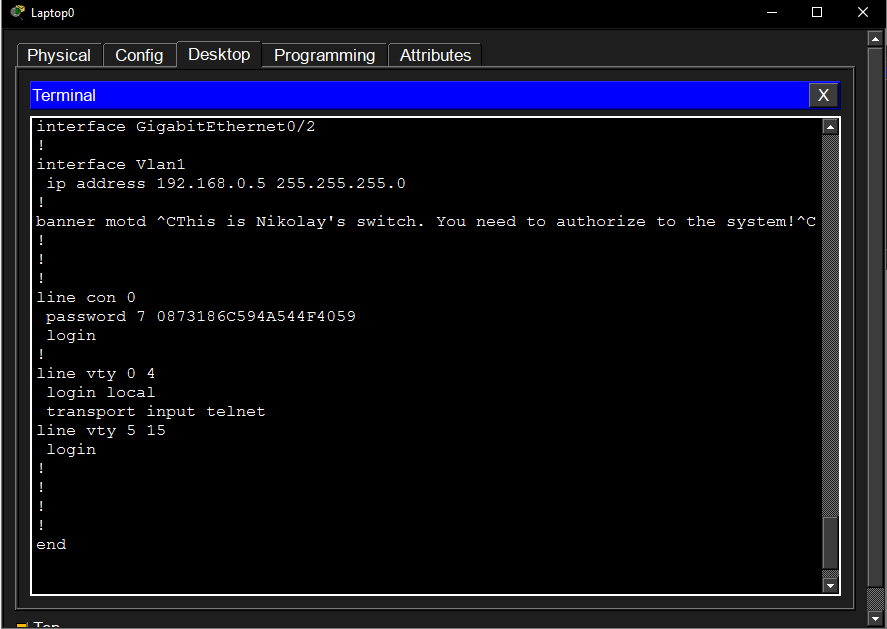 Laptop0
Physical Config Desktop Programming Attributes
Terminal X
interface GigabitEthernet0/2
!
interface Vlan1
ip address 192.168.0.5 255.255.255.0
!
banner motd ^CThis is Nikolay's switch. You need to authorize to the system!^C
!
!
!
line con 0
password 7 0873186C594A544F4059
login
!
line vty 0 4
login local
transport input telnet
line vty 5 15
login
!
!
!
!
end
Top